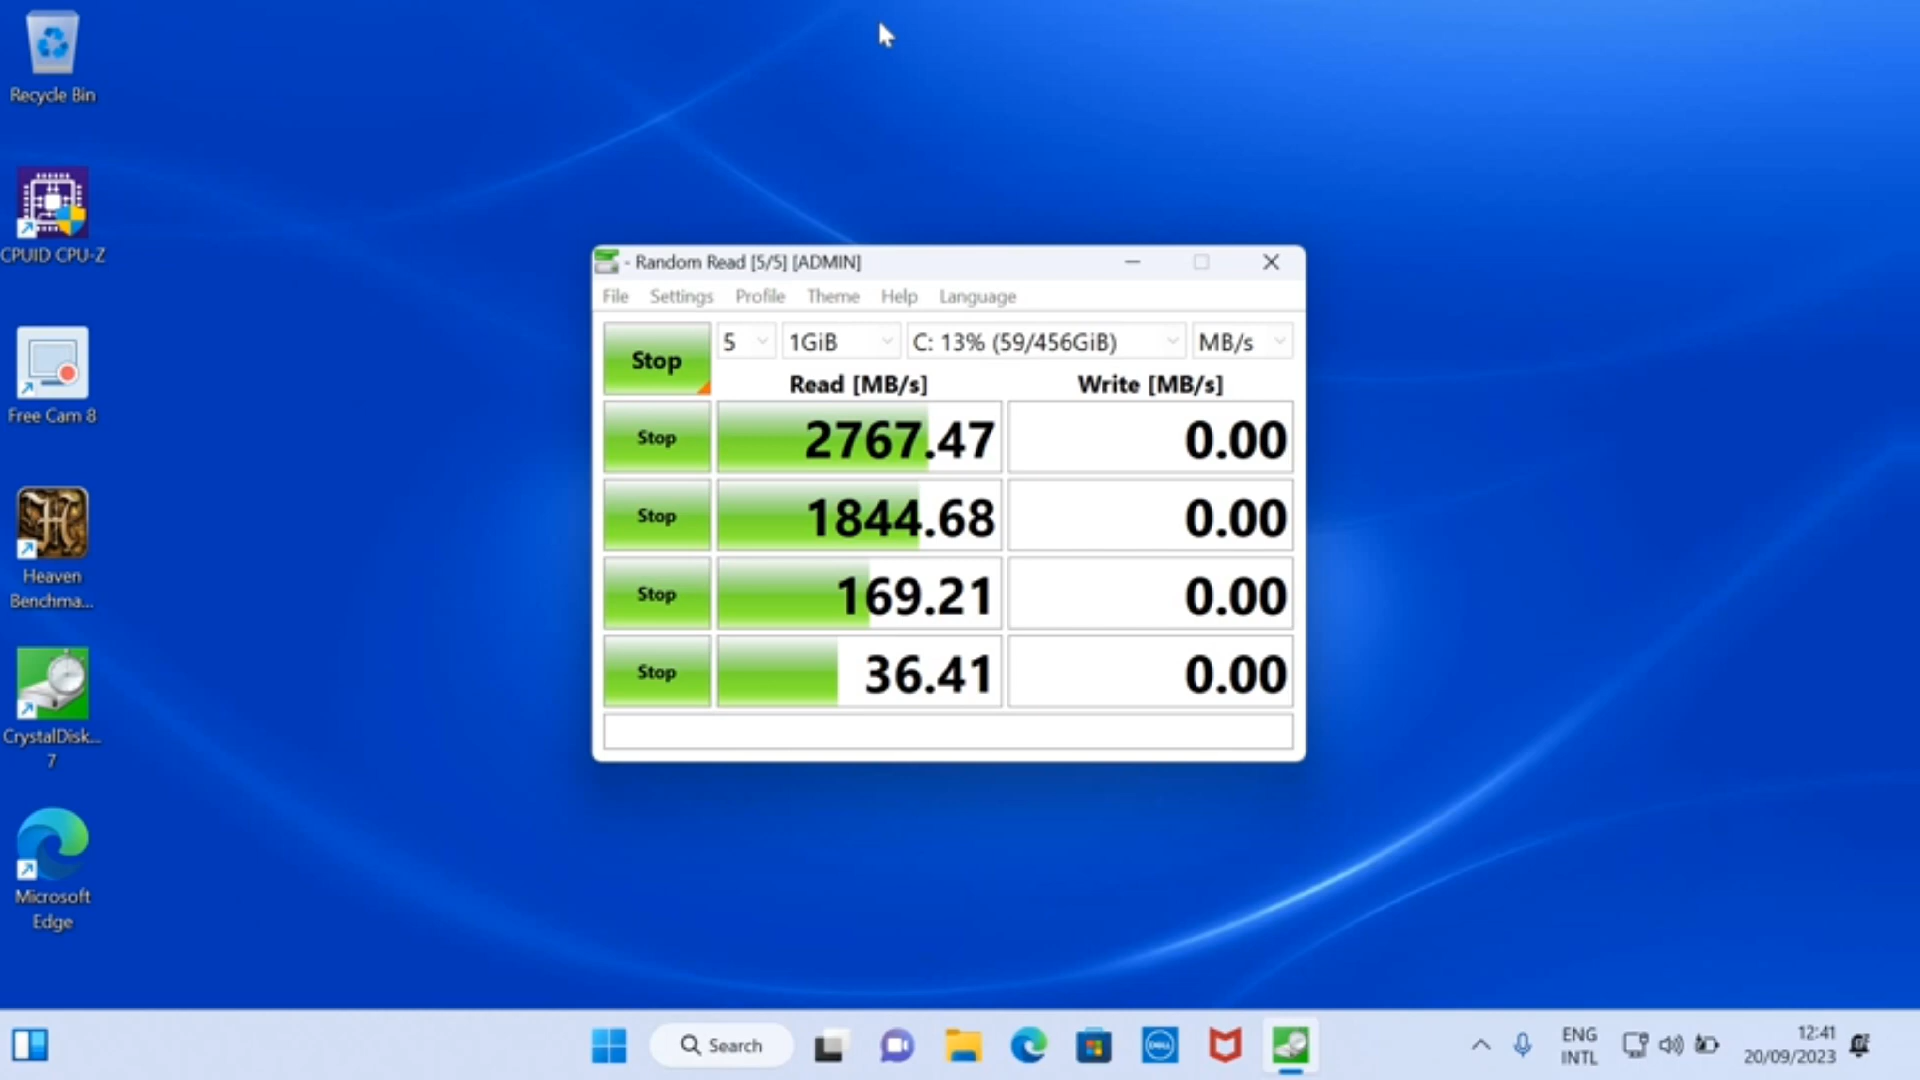 Recycle Bin
CPUID CPU-Z
Free Cam 8
Heaven
Benchma...
CrystalDisk...
7
Microsoft
Edge
- Random Read [5/5] [ADMIN]
File Settings Profile Theme Help Language
Stop 5 1GiB C: 13% (59/456GiB) MB/s
Read [MB/s] Write [MB/s]
Stop 2767.47 0.00
Stop 1844.68 0.00
Stop 169.21 0.00
Stop 36.41 0.00
Search
DELL
ENG
INTL
12:41
20/09/2023